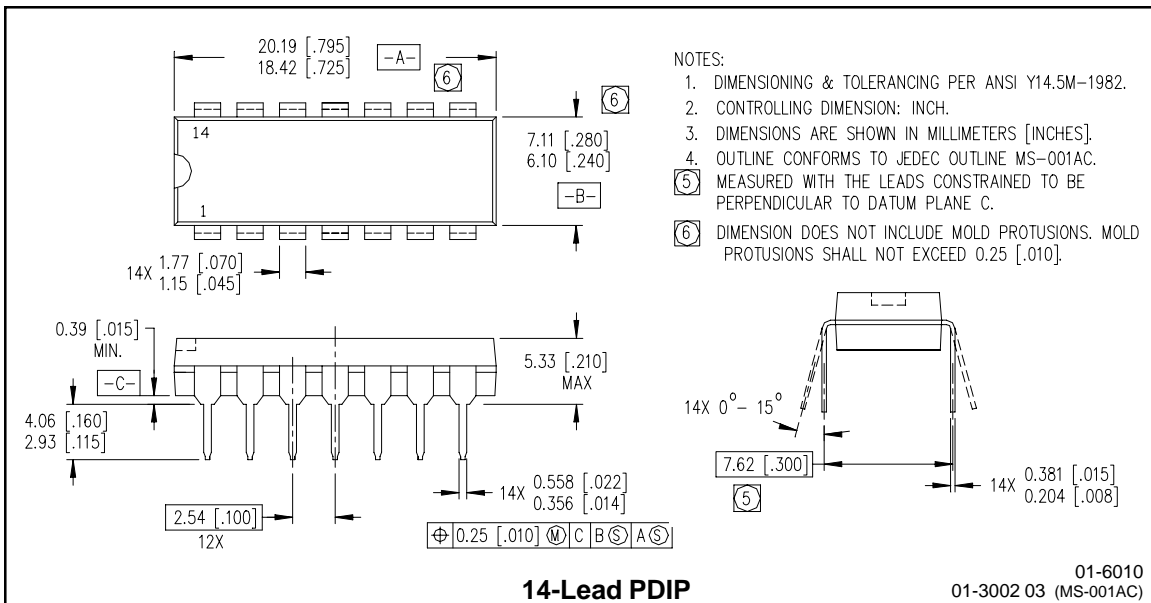 20.19 [.795]
18.42 [.725]
-A-
6
6
14
1
7.11 [.280]
6.10 [.240]
-B-
14X 1.77 [.070]
1.15 [.045]
NOTES:
1. DIMENSIONING & TOLERANCING PER ANSI Y14.5M-1982.
2. CONTROLLING DIMENSION: INCH.
3. DIMENSIONS ARE SHOWN IN MILLIMETERS [INCHES].
4. OUTLINE CONFORMS TO JEDEC OUTLINE MS-001AC.
5 MEASURED WITH THE LEADS CONSTRAINED TO BE
PERPENDICULAR TO DATUM PLANE C.
6 DIMENSION DOES NOT INCLUDE MOLD PROTUSIONS. MOLD
PROTUSIONS SHALL NOT EXCEED 0.25 [.010].
0.39 [.015]
MIN.
-C-
4.06 [.160]
2.93 [.115]
5.33 [.210]
MAX
2.54 [.100]
12X
14X 0.558 [.022]
0.356 [.014]
⌖ 0.25 [.010] Ⓜ C B Ⓢ A Ⓢ
14X 0°- 15°
7.62 [.300]
5
14X 0.381 [.015]
0.204 [.008]
14-Lead PDIP
01-6010
01-3002 03 (MS-001AC)